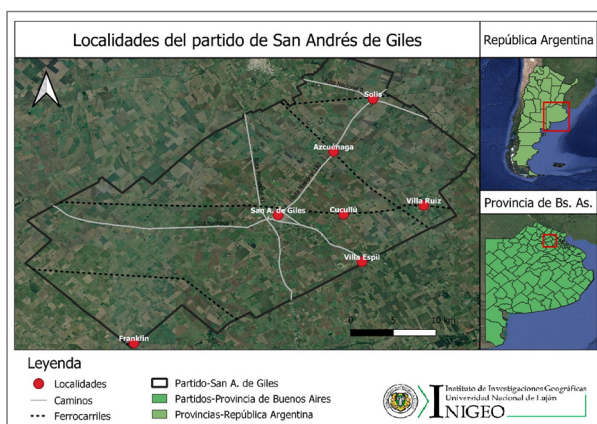 Localidades del partido de San Andrés de Giles
República Argentina
Solís
Azcuénaga
Villa Ruiz
San A. de Giles
Cucullú
Villa Espil
Franklin
0 5 10 km
Provincia de Bs. As.
Leyenda
Localidades
Caminos
Ferrocarriles
Partido-San A. de Giles
Partidos-Provincia de Buenos Aires
Provincias-República Argentina
Instituto de Investigaciones Geográficas
Universidad Nacional de Luján
INIGEO